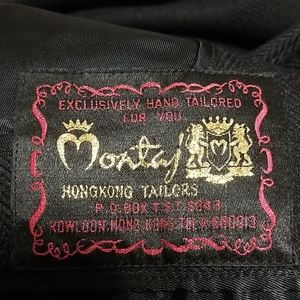 EXCLUSIVELY HAND TAILORED
FOR YOU
Montaj
M
HONGKONG TAILORS
P.O.BOX T.S.T.
KOWLOON HONG KONG TEL